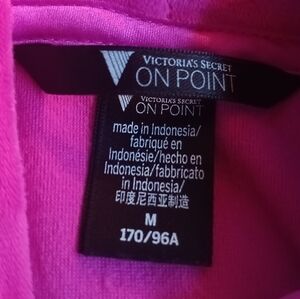 VICTORIA'S SECRET
ON POINT
VICTORIA'S SECRET
ON POINT
made in Indonesia/
fabriqué en
Indonésie/hecho en
Indonesia/fabbricato
in Indonesia/
印度尼西亚制造
M
170/96A